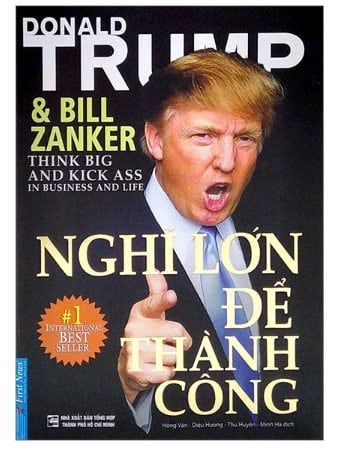 DONALD
TRUMP
& BILL
ZANKER
THINK BIG
AND KICK ASS
IN BUSINESS AND LIFE
NGHĨ LỚN
ĐỂ
THÀNH
CÔNG
#1
INTERNATIONAL
BEST
SELLER
First News
NHÀ XUẤT BẢN TỔNG HỢP
THÀNH PHỐ HỒ CHÍ MINH
Hồng Vân - Diệu Hương - Thu Huyền - Minh Hà dịch